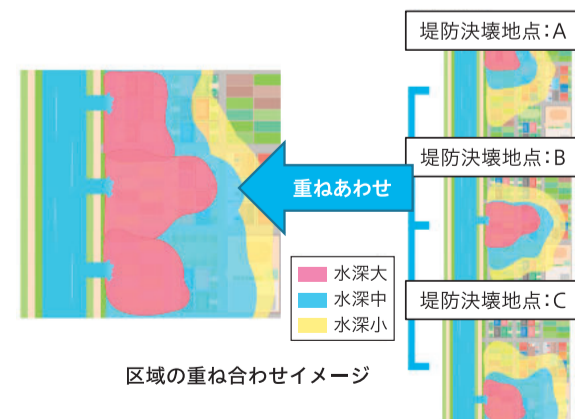 堤防決壊地点：A
堤防決壊地点：B
重ねあわせ
水深大
水深中
水深小
堤防決壊地点：C
区域の重ね合わせイメージ